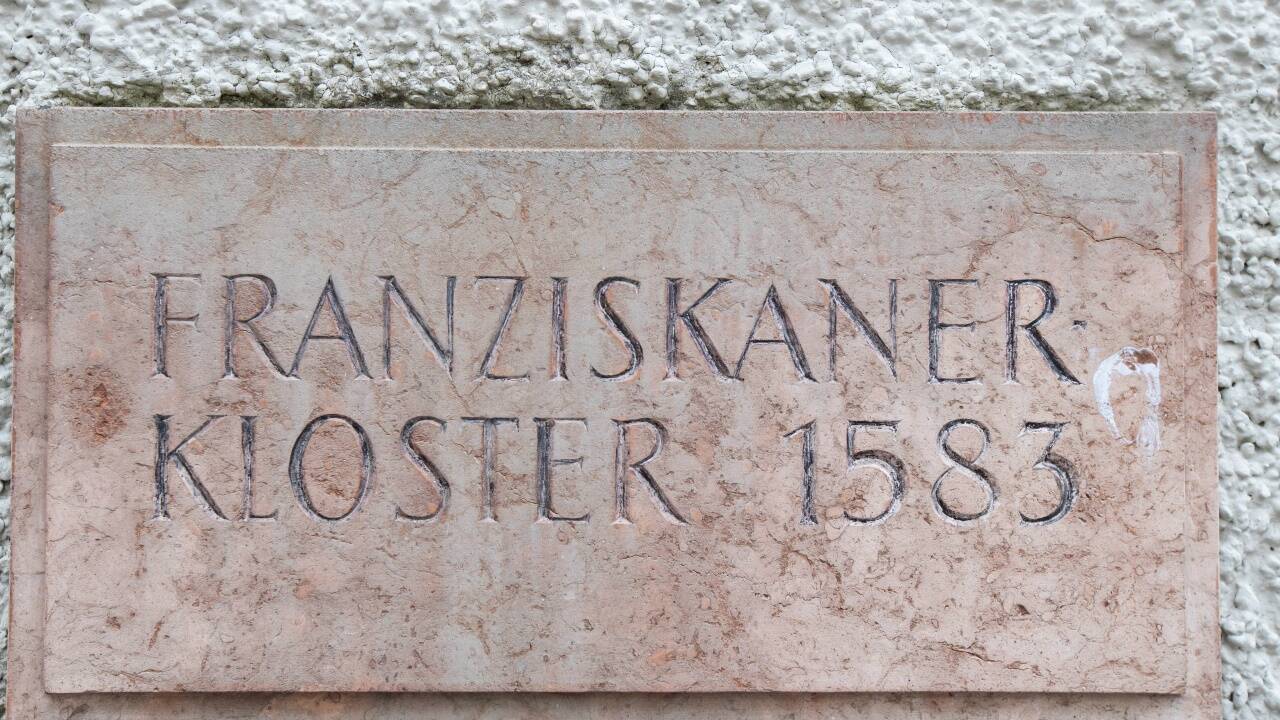 FRANZISKANER-
KLOSTER 1583